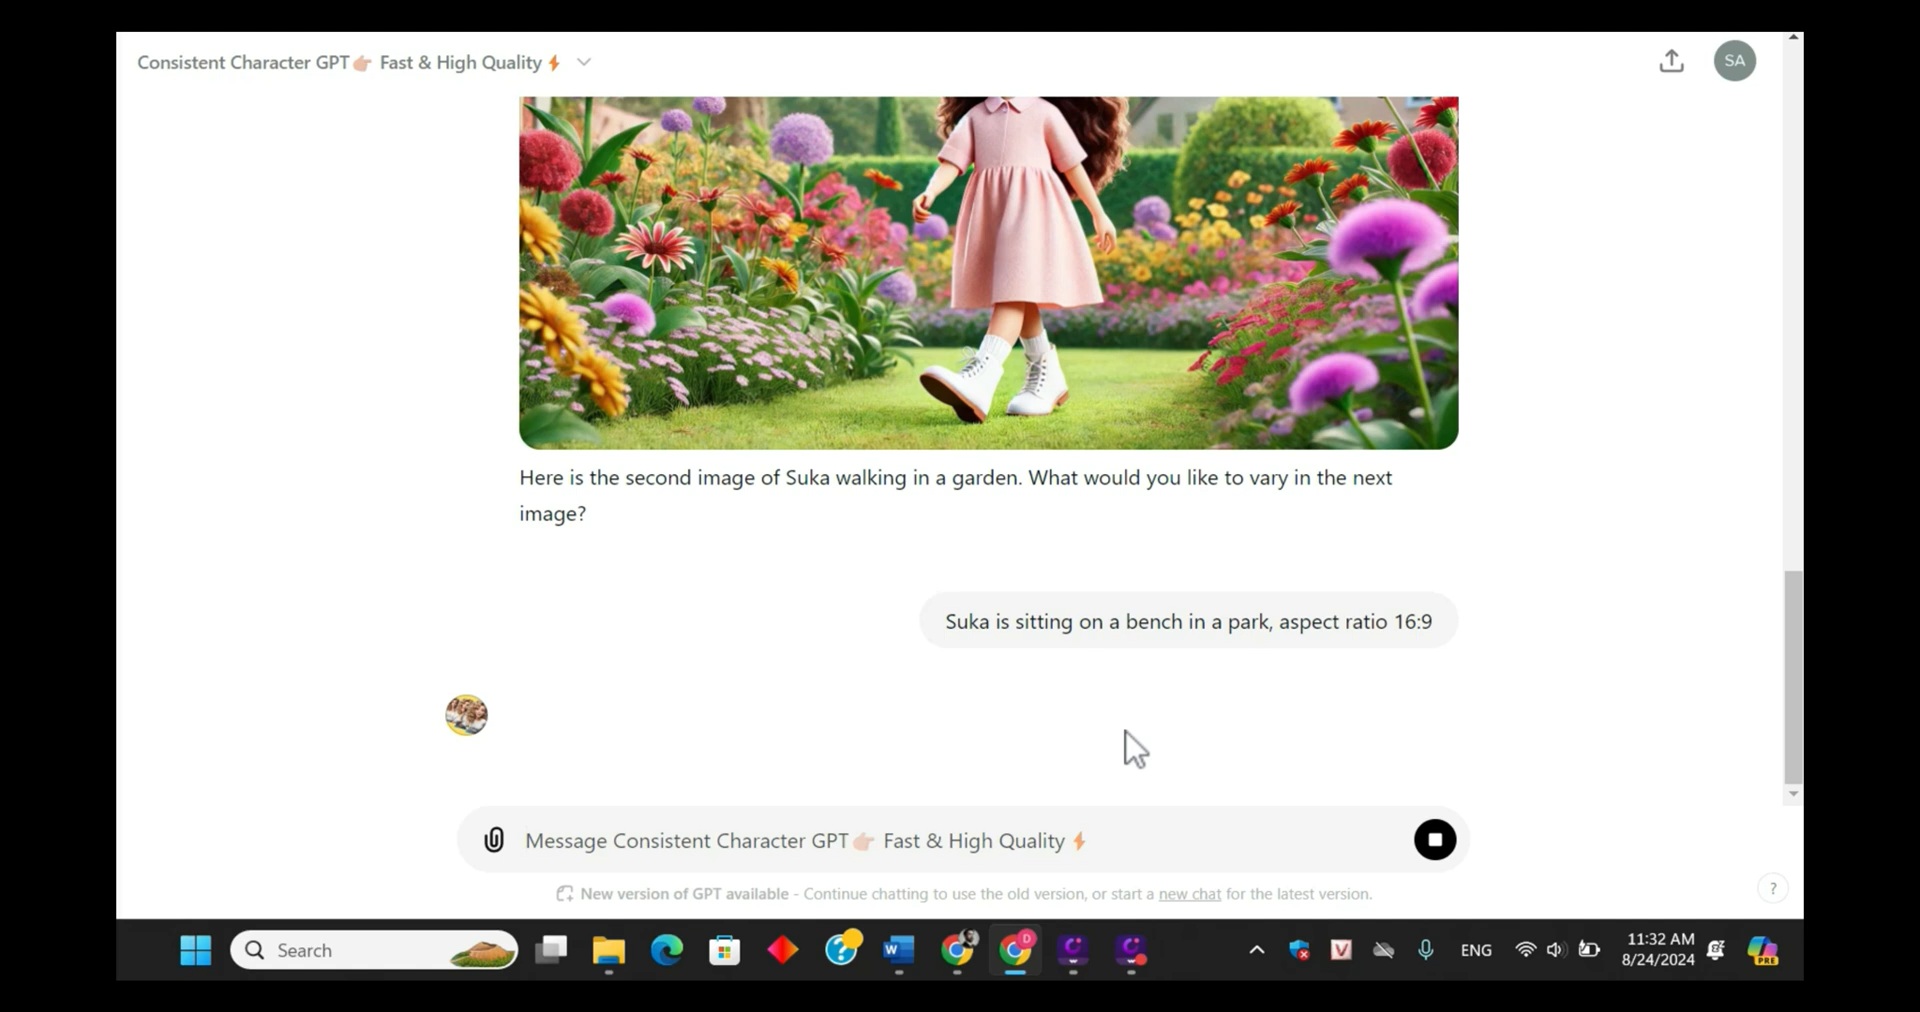 Consistent Character GPT👉 Fast & High Quality⚡
SA
Here is the second image of Suka walking in a garden. What would you like to vary in the next
image?
Suka is sitting on a bench in a park, aspect ratio 16:9
Message Consistent Character GPT👉 Fast & High Quality⚡
New version of GPT available - Continue chatting to use the old version, or start a new chat for the latest version.
?
Search
W
D
V
ENG
11:32 AM
8/24/2024
PRE